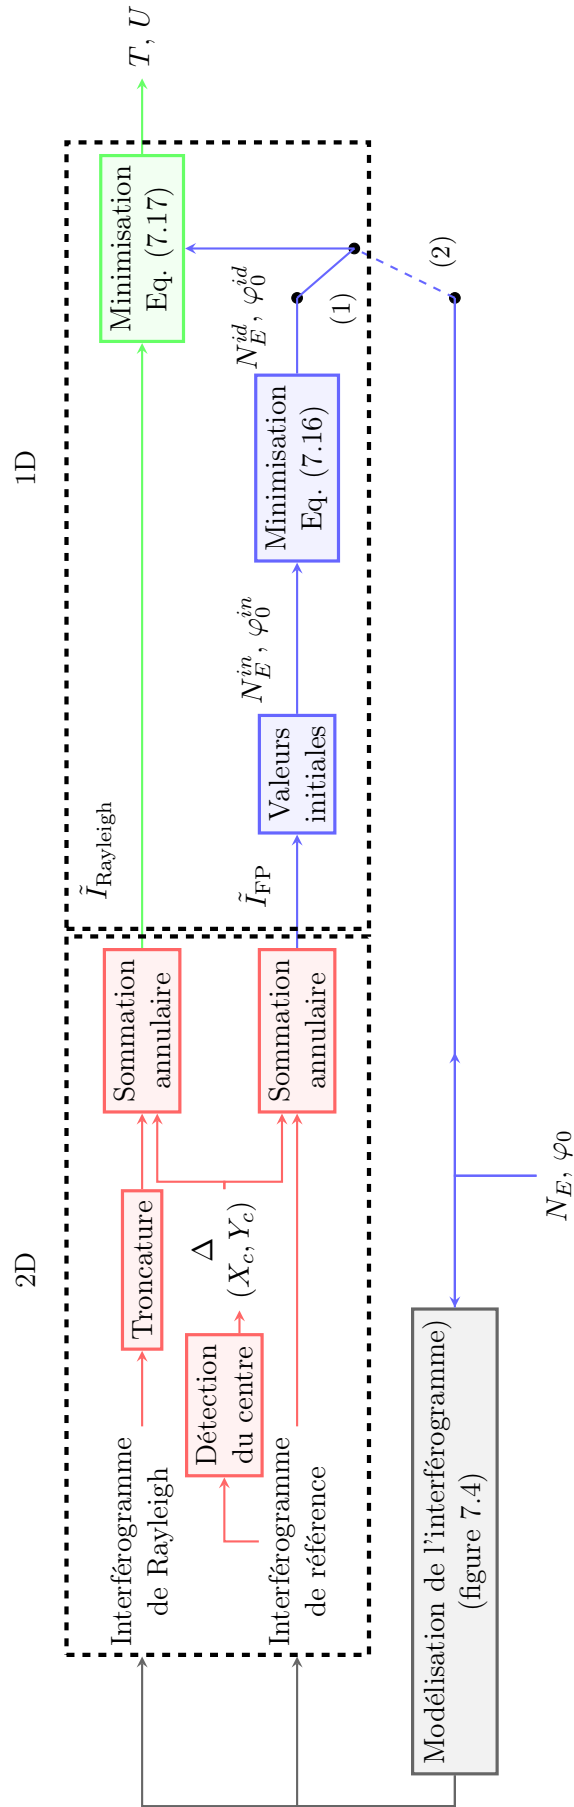 2D
1D
Interférogramme
de Rayleigh
Troncature
Sommation
annulaire
Ĩ_Rayleigh
Minimisation
Eq. (7.17)
T, U
Détection
du centre
Δ
(X_c, Y_c)
Interférogramme
de référence
Sommation
annulaire
Ĩ_FP
Valeurs
initiales
N_E^{in}, φ_0^{in}
Minimisation
Eq. (7.16)
N_E^{id}, φ_0^{id}
(1)
(2)
Modélisation de l'interférogramme)
(figure 7.4)
N_E, φ_0